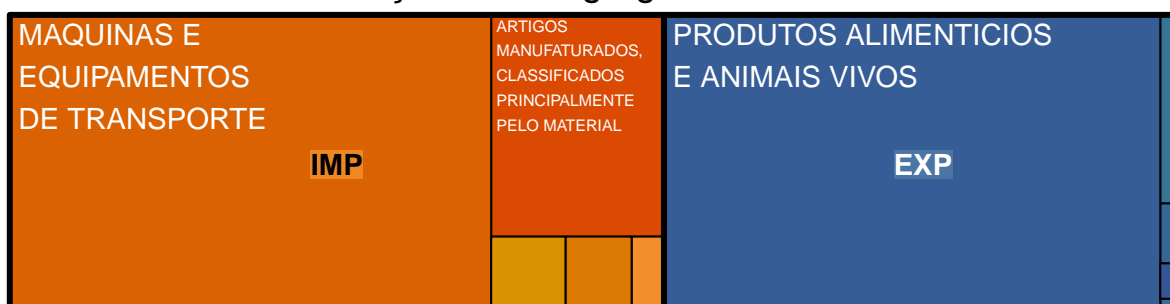 MAQUINAS E
EQUIPAMENTOS
DE TRANSPORTE
IMP
ARTIGOS
MANUFATURADOS,
CLASSIFICADOS
PRINCIPALMENTE
PELO MATERIAL
PRODUTOS ALIMENTICIOS
E ANIMAIS VIVOS
EXP